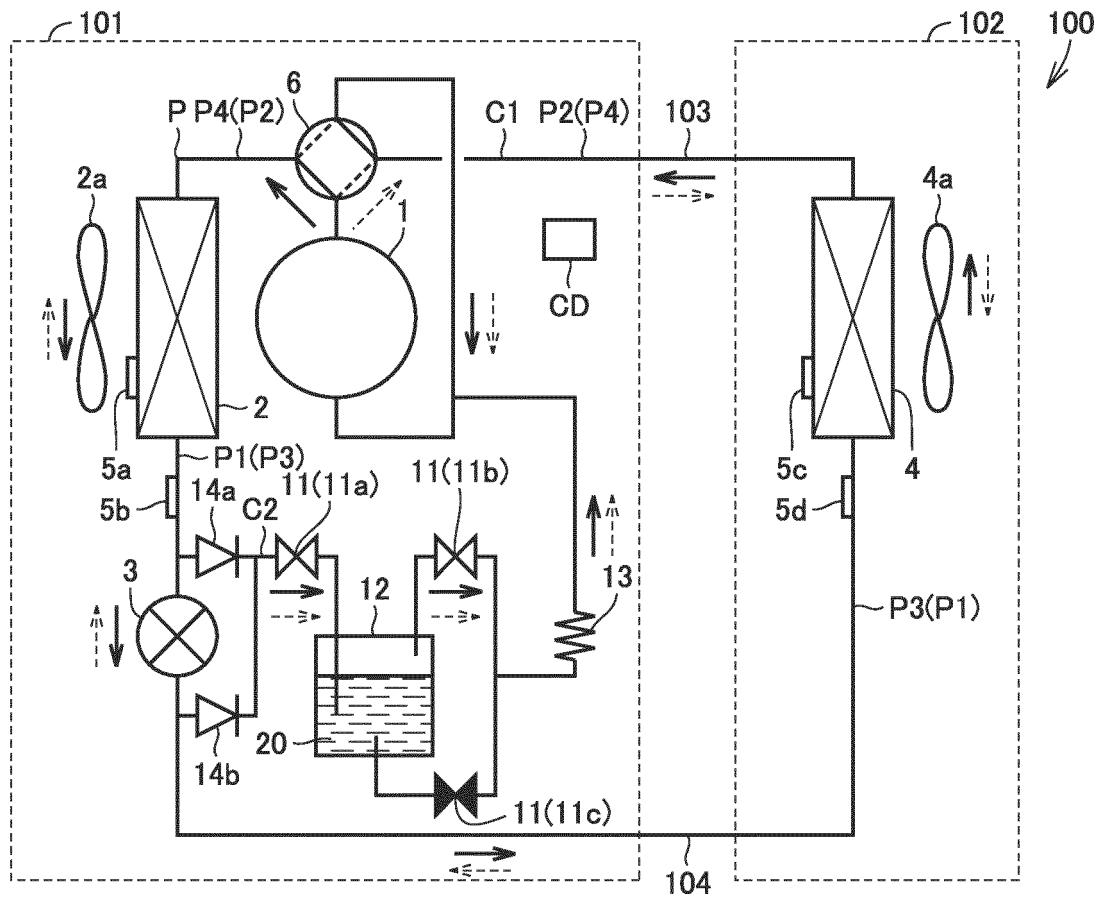 101
102
100
6
P P4(P2)
C1 P2(P4) 103
2a
4a
1
CD
2
5a
5c
4
P1(P3)
5b 14a
11(11a)
11(11b)
C2
5d
3
12
13
P3(P1)
20
14b
11(11c)
104